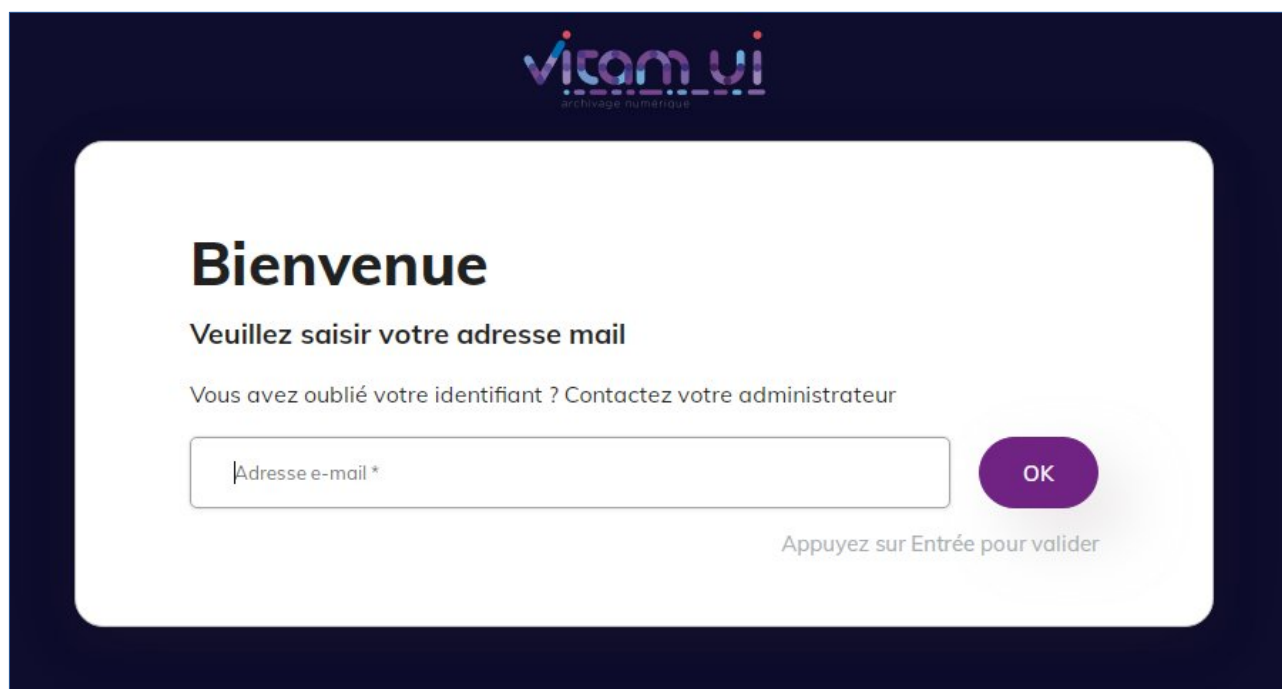 vitam ui
archivage numérique
Bienvenue
Veuillez saisir votre adresse mail
Vous avez oublié votre identifiant ? Contactez votre administrateur
Adresse e-mail *
OK
Appuyez sur Entrée pour valider